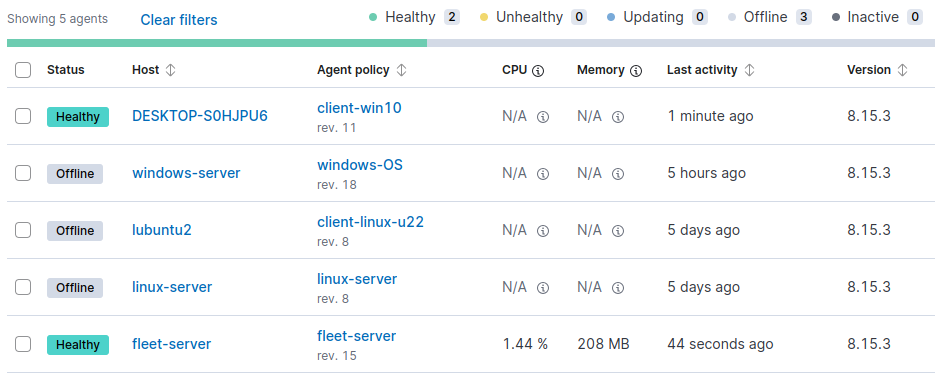 Showing 5 agents Clear filters Healthy 2 Unhealthy 0 Updating 0 Offline 3 Inactive 0
Status Host Agent policy CPU Memory Last activity Version
Healthy DESKTOP-S0HJPU6 client-win10 rev. 11 N/A N/A 1 minute ago 8.15.3
Offline windows-server windows-OS rev. 18 N/A N/A 5 hours ago 8.15.3
Offline lubuntu2 client-linux-u22 rev. 8 N/A N/A 5 days ago 8.15.3
Offline linux-server linux-server rev. 8 N/A N/A 5 days ago 8.15.3
Healthy fleet-server fleet-server rev. 15 1.44 % 208 MB 44 seconds ago 8.15.3